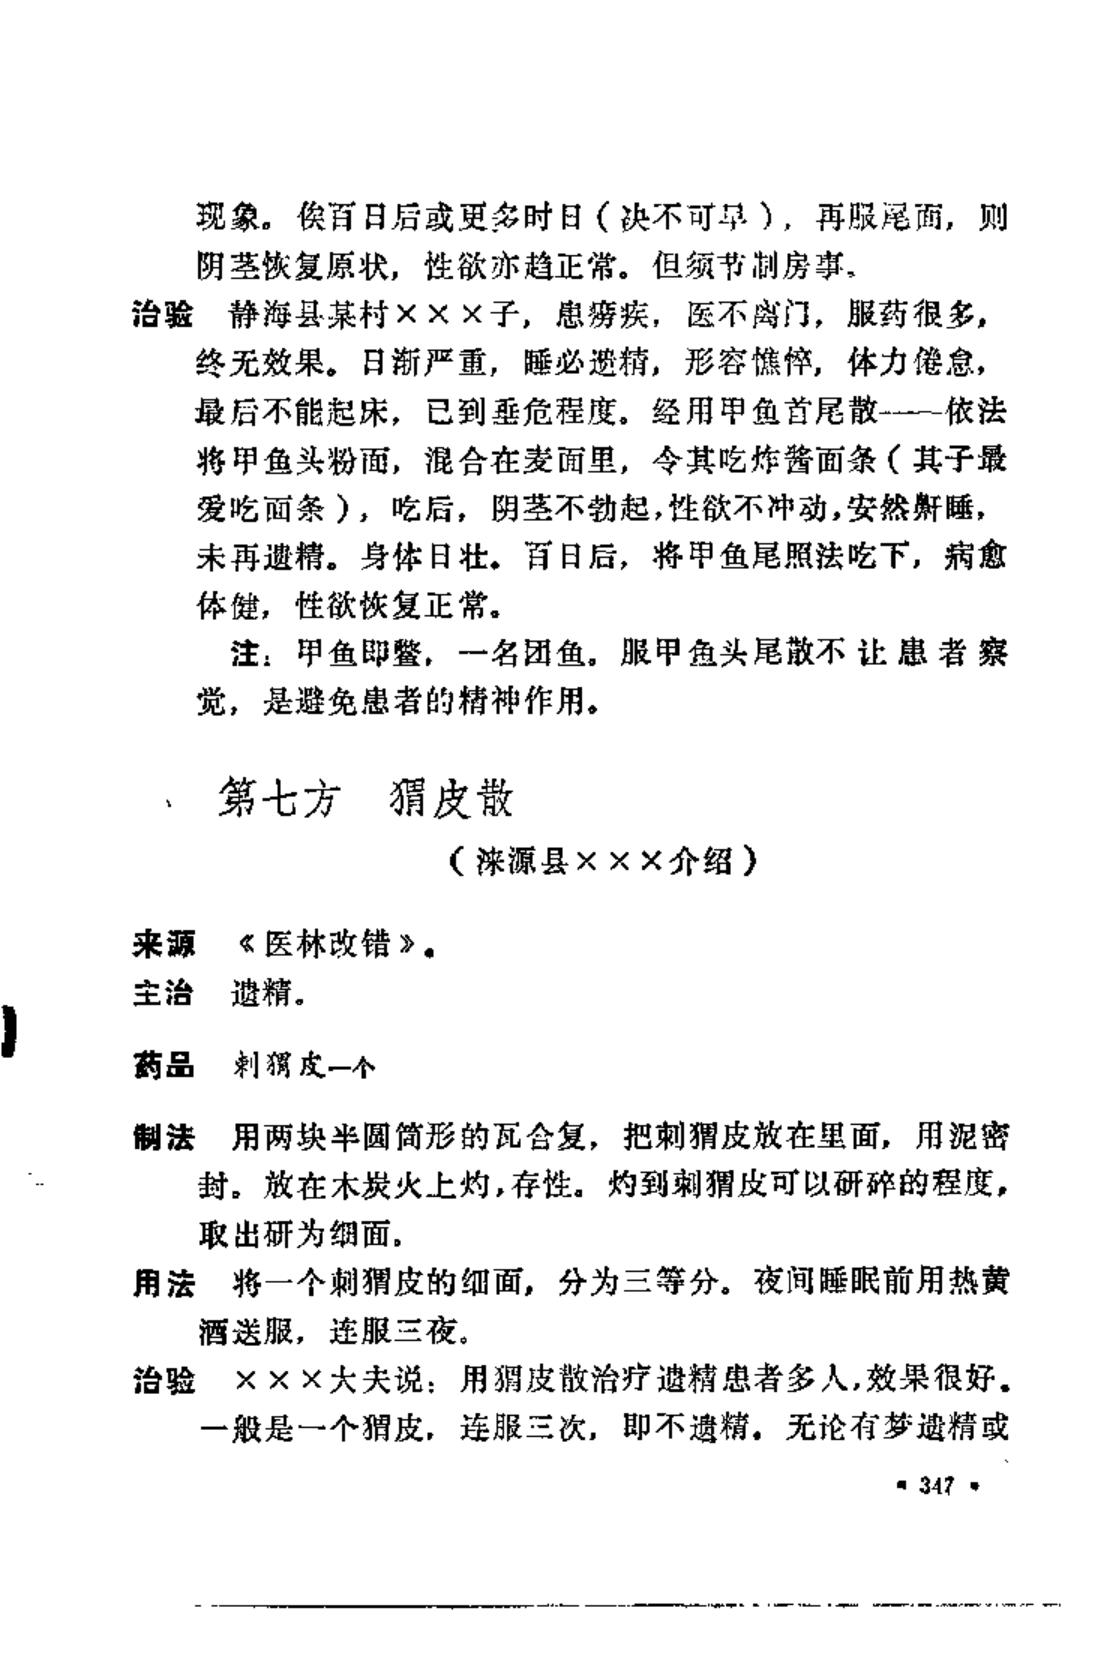 现象。俟百日后或更多时日（决不可早），再服尾面，则
阴茎恢复原状，性欲亦趋正常。但须节制房事。
治验　静海县某村×××子，患痨疾，医不离门，服药很多，
终无效果。日渐严重，睡必遗精，形容憔悴，体力倦怠，
最后不能起床，已到垂危程度。经用甲鱼首尾散——依法
将甲鱼头粉面，混合在麦面里，令其吃炸酱面条（其子最
爱吃面条），吃后，阴茎不勃起，性欲不冲动，安然鼾睡，
未再遗精。身体日壮。百日后，将甲鱼尾照法吃下，病愈
体健，性欲恢复正常。
注：甲鱼即鳖，一名团鱼。服甲鱼头尾散不让患者察
觉，是避免患者的精神作用。
第七方　猬皮散
（涞源县×××介绍）
来源　《医林改错》。
主治　遗精。
药品　刺猬皮一个
制法　用两块半圆筒形的瓦合复，把刺猬皮放在里面，用泥密
封。放在木炭火上灼，存性。灼到刺猬皮可以研碎的程度，
取出研为细面。
用法　将一个刺猬皮的细面，分为三等分。夜间睡眠前用热黄
酒送服，连服三夜。
治验　×××大夫说：用猬皮散治疗遗精患者多人，效果很好。
一般是一个猬皮，连服三次，即不遗精。无论有梦遗精或
· 347 ·